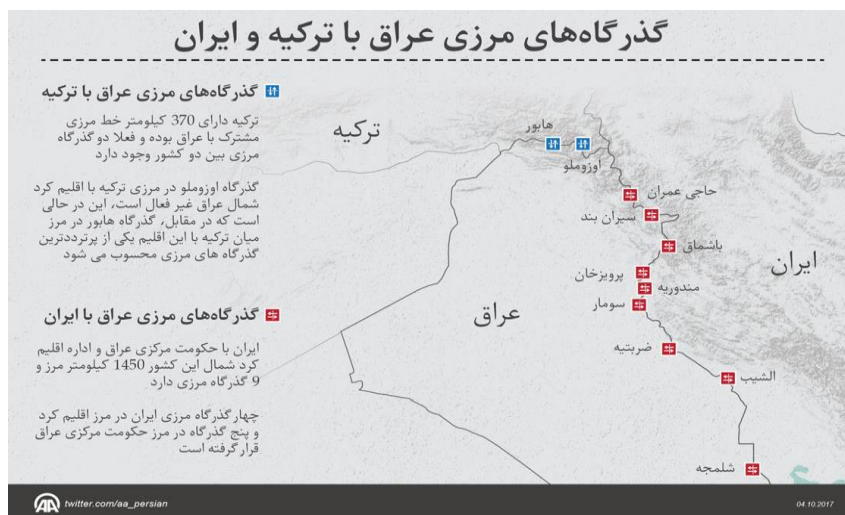 گذرگاه‌های مرزی عراق با ترکیه و ایران
گذرگاه‌های مرزی عراق با ترکیه
ترکیه دارای 370 کیلومتر خط مرزی
مشترک با عراق بوده و فعلا دو گذرگاه
مرزی بین دو کشور وجود دارد
گذرگاه اوزوملو در مرزی ترکیه با اقلیم کرد
شمال عراق غیر فعال است، این در حالی
است که در مقابل، گذرگاه هابور در مرز
میان ترکیه با این اقلیم یکی از پرترددترین
گذرگاه های مرزی محسوب می شود
گذرگاه‌های مرزی عراق با ایران
ایران با حکومت مرکزی عراق و اداره اقلیم
کرد شمال این کشور 1450 کیلومتر مرز و
9 گذرگاه مرزی دارد
چهار گذرگاه مرزی ایران در مرز اقلیم کرد
و پنج گذرگاه در مرز حکومت مرکزی عراق
قرار گرفته است
ترکیه
هابور
اوزوملو
حاجی عمران
سیران بند
باشماق
ایران
پرویزخان
مندوریه
سومار
عراق
ضربتیه
الشیب
شلمجه
AA twitter.com/aa_persian
04.10.2017